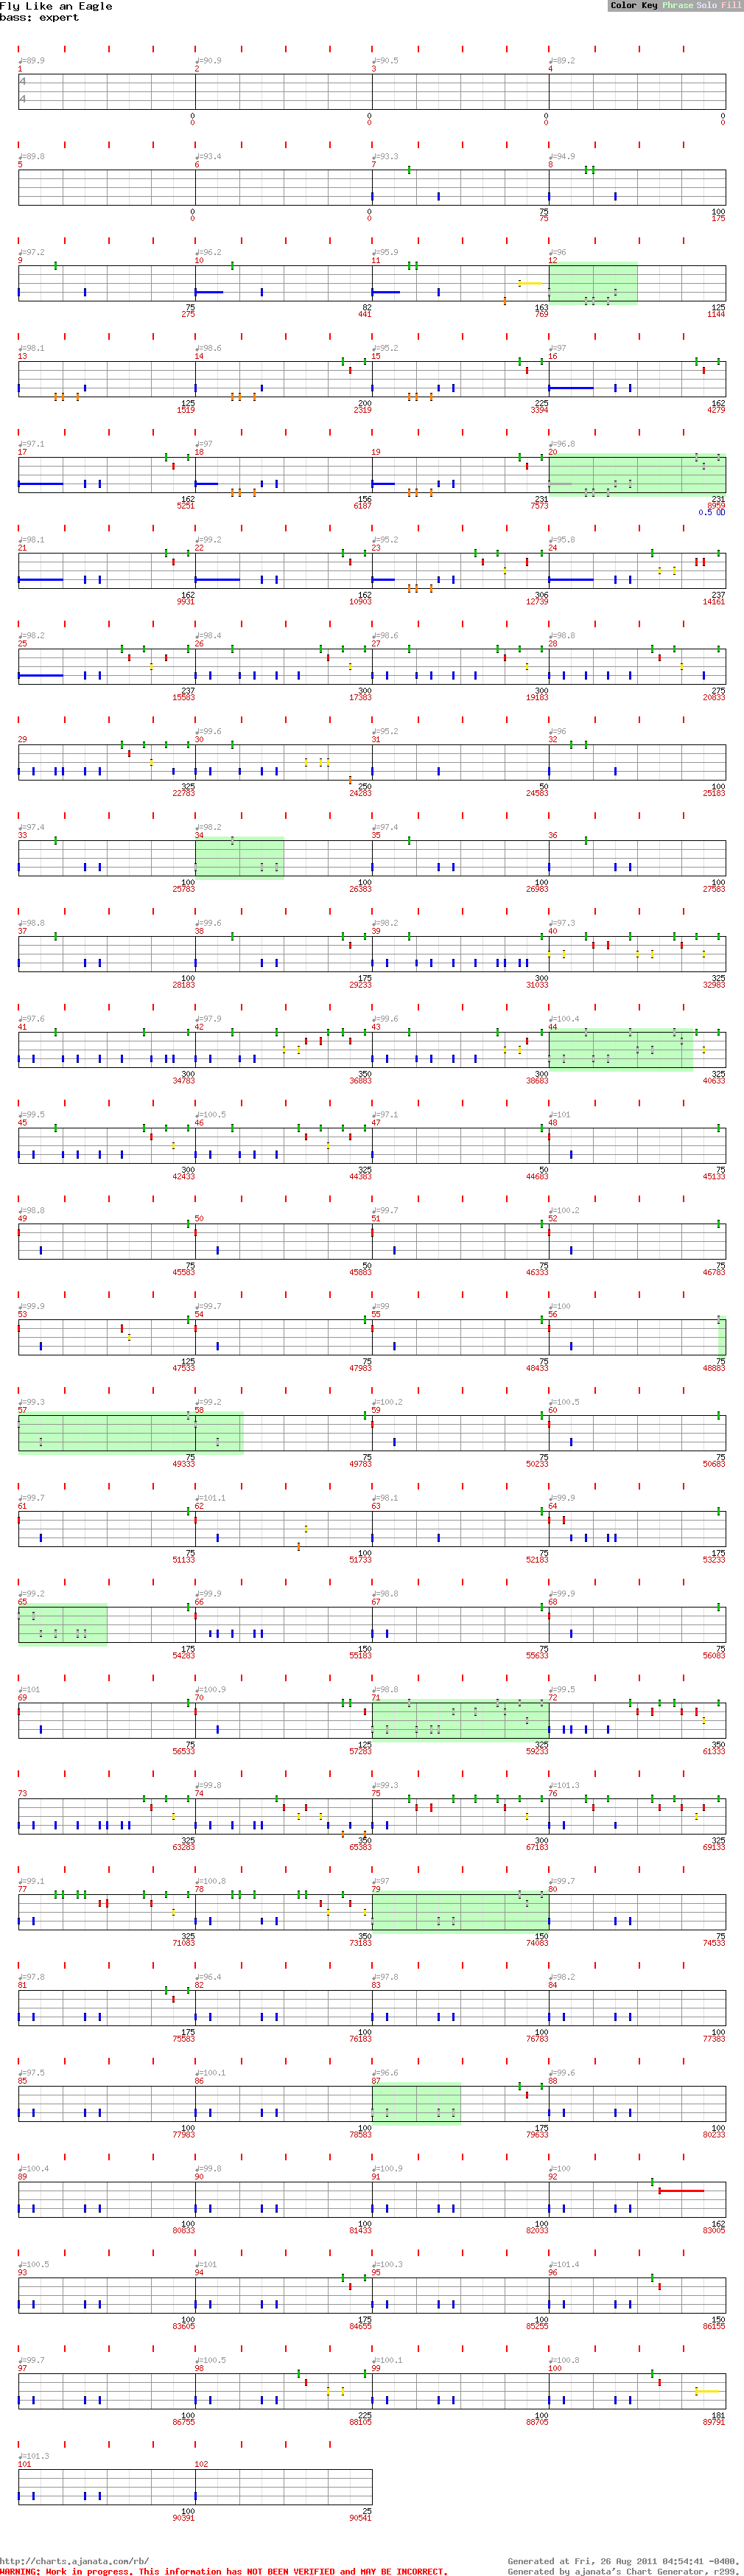 Fly Like an Eagle Color Key Phrase Solo Fill
bass: expert
♩=89.9 ♩=90.9 ♩=90.5 ♩=89.2
1 2 3 4
4
4
0 0 0 0
0 0 0 0
♩=89.8 ♩=93.4 ♩=93.3 ♩=94.9
5 6 7 8
0 0 75 100
0 0 75 175
♩=97.2 ♩=96.2 ♩=95.9 ♩=96
9 10 11 12
75 82 163 125
275 441 769 1144
♩=98.1 ♩=98.6 ♩=95.2 ♩=97
13 14 15 16
125 200 225 162
1519 2319 3394 4279
♩=97.1 ♩=97 ♩=96.8
17 18 19 20
162 156 231 231
5251 6187 7573 8959
0.5 OD
♩=98.1 ♩=99.2 ♩=95.2 ♩=95.8
21 22 23 24
162 162 306 237
9931 10903 12739 14161
♩=98.2 ♩=98.4 ♩=98.6 ♩=98.8
25 26 27 28
237 300 300 275
15583 17383 19183 20833
♩=99.6 ♩=95.2 ♩=96
29 30 31 32
325 250 50 100
22783 24283 24583 25183
♩=97.4 ♩=98.2 ♩=97.4
33 34 35 36
100 100 100 100
25783 26383 26983 27583
♩=98.8 ♩=99.6 ♩=98.2 ♩=97.3
37 38 39 40
100 175 300 325
28183 29233 31033 32983
♩=97.6 ♩=97.9 ♩=99.6 ♩=100.4
41 42 43 44
300 350 300 325
34783 36883 38683 40633
♩=99.5 ♩=100.5 ♩=97.1 ♩=101
45 46 47 48
300 325 50 75
42433 44383 44683 45133
♩=98.8 ♩=99.7 ♩=100.2
49 50 51 52
75 50 75 75
45583 45883 46333 46783
♩=99.9 ♩=99.7 ♩=99 ♩=100
53 54 55 56
125 75 75 75
47533 47983 48433 48883
♩=99.3 ♩=99.2 ♩=100.2 ♩=100.5
57 58 59 60
75 75 75 75
49333 49783 50233 50683
♩=99.7 ♩=101.1 ♩=98.1 ♩=99.9
61 62 63 64
75 100 75 175
51133 51733 52183 53233
♩=99.2 ♩=99.9 ♩=98.8 ♩=99.9
65 66 67 68
175 150 75 75
54283 55183 55633 56083
♩=101 ♩=100.9 ♩=98.8 ♩=99.5
69 70 71 72
75 125 325 350
56533 57283 59233 61333
♩=99.8 ♩=99.3 ♩=101.3
73 74 75 76
325 350 300 325
63283 65383 67183 69133
♩=99.1 ♩=100.8 ♩=97 ♩=99.7
77 78 79 80
325 350 150 75
71083 73183 74083 74533
♩=97.8 ♩=96.4 ♩=97.8 ♩=98.2
81 82 83 84
175 100 100 100
75583 76183 76783 77383
♩=97.5 ♩=100.1 ♩=96.6 ♩=99.6
85 86 87 88
100 100 175 100
77983 78583 79633 80233
♩=100.4 ♩=99.8 ♩=100.9 ♩=100
89 90 91 92
100 100 100 162
80833 81433 82033 83005
♩=100.5 ♩=101 ♩=100.3 ♩=101.4
93 94 95 96
100 175 100 150
83605 84655 85255 86155
♩=99.7 ♩=100.5 ♩=100.1 ♩=100.8
97 98 99 100
100 225 100 181
86755 88105 88705 89791
♩=101.3
101 102
100 25
90391 90541
http://charts.ajanata.com/rb/ Generated at Fri, 26 Aug 2011 04:54:41 -0400.
WARNING: Work in progress. This information has NOT BEEN VERIFIED and MAY BE INCORRECT. Generated by ajanata's Chart Generator, r299.